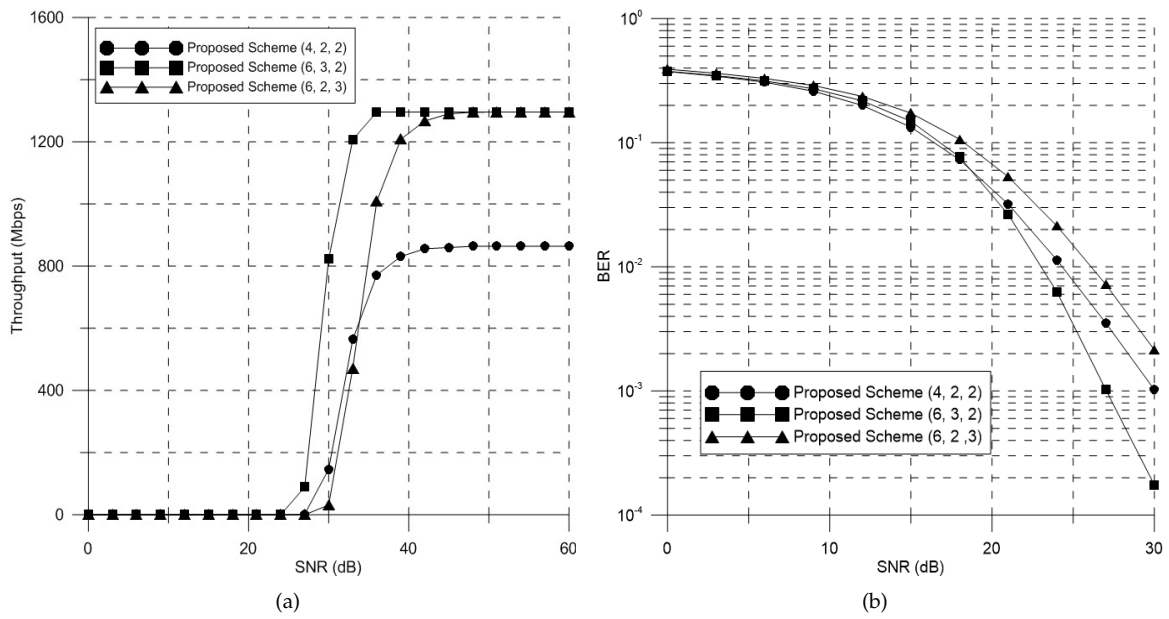 (a)
1600
1200
800
400
0
Throughput (Mbps)
Proposed Scheme (4, 2, 2)
Proposed Scheme (6, 3, 2)
Proposed Scheme (6, 2, 3)
0
20
40
60
SNR (dB)
(a)
(b)
10⁰
10⁻¹
10⁻²
10⁻³
10⁻⁴
BER
Proposed Scheme (4, 2, 2)
Proposed Scheme (6, 3, 2)
Proposed Scheme (6, 2 ,3)
0
10
20
30
SNR (dB)
(b)